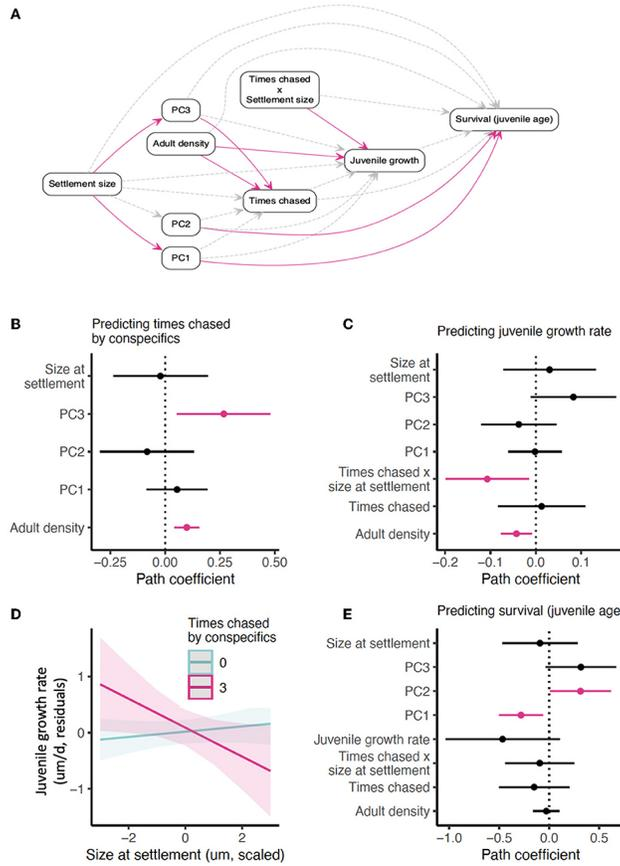 A
Times chased
x
Settlement size
PC3
Survival (juvenile age)
Adult density
Juvenile growth
Settlement size
Times chased
PC2
PC1
B
Predicting times chased
by conspecifics
Size at
settlement
PC3
PC2
PC1
Adult density
−0.25 0.00 0.25 0.50
Path coefficient
C
Predicting juvenile growth rate
Size at
settlement
PC3
PC2
PC1
Times chased x
size at settlement
Times chased
Adult density
−0.2 −0.1 0.0 0.1
Path coefficient
D
Times chased
by conspecifics
0
3
Juvenile growth rate
(um/d, residuals)
1
0
−1
−2 0 2
Size at settlement (um, scaled)
E
Predicting survival (juvenile age
Size at settlement
PC3
PC2
PC1
Juvenile growth rate
Times chased x
size at settlement
Times chased
Adult density
−1.0 −0.5 0.0 0.5
Path coefficient